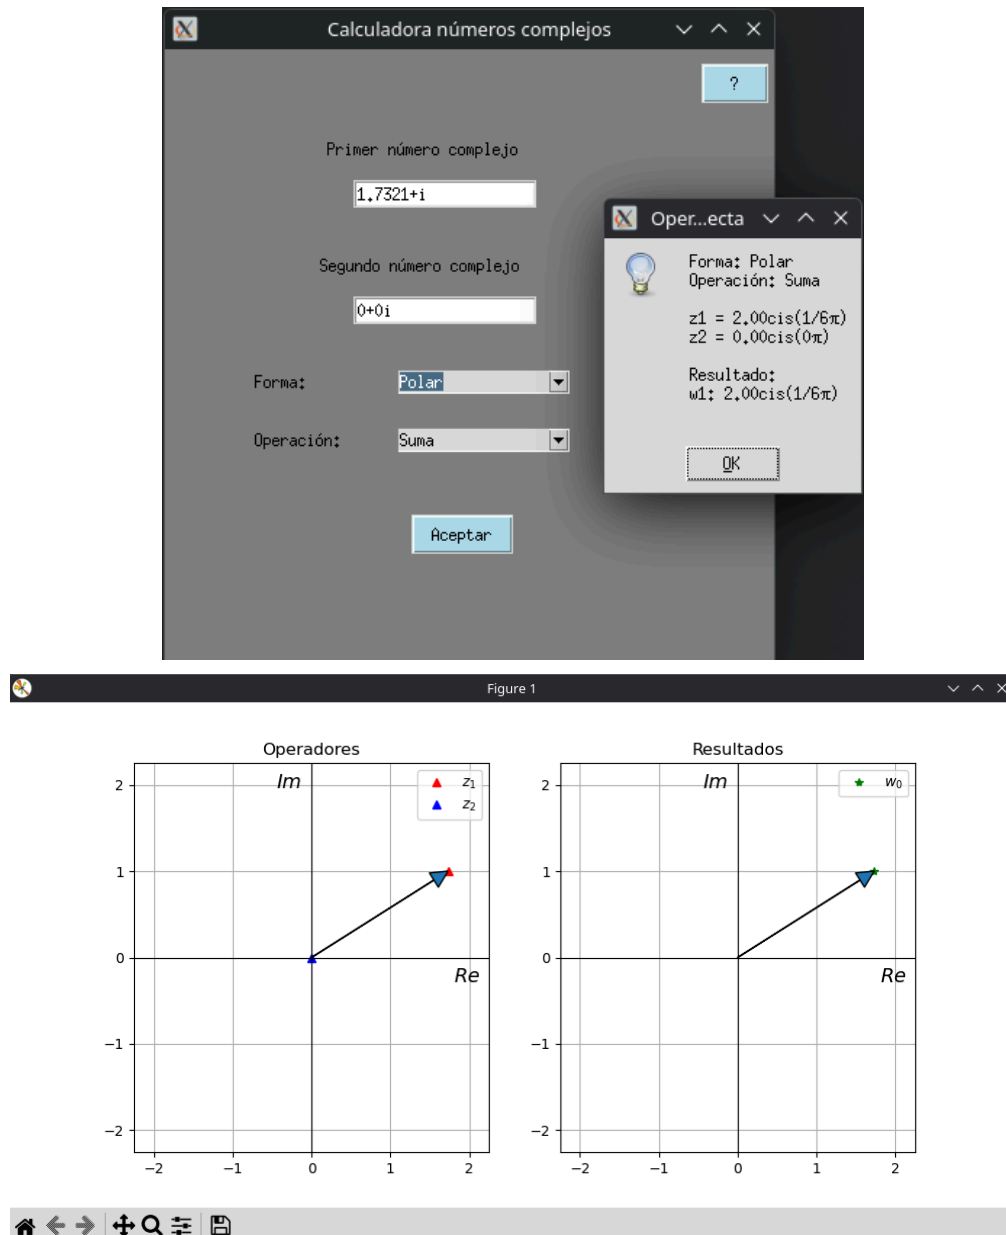 Calculadora números complejos
?
Primer número complejo
1.7321+i
Segundo número complejo
0+0i
Forma:
Polar
Operación:
Suma
Aceptar
Oper...ecta
Forma: Polar
Operación: Suma
z1 = 2.00cis(1/6π)
z2 = 0.00cis(0π)
Resultado:
w1: 2.00cis(1/6π)
OK
Figure 1
Operadores
Im
z₁
z₂
Re
2
1
0
−1
−2
−2
−1
0
1
2
Resultados
Im
w₀
Re
2
1
0
−1
−2
−2
−1
0
1
2